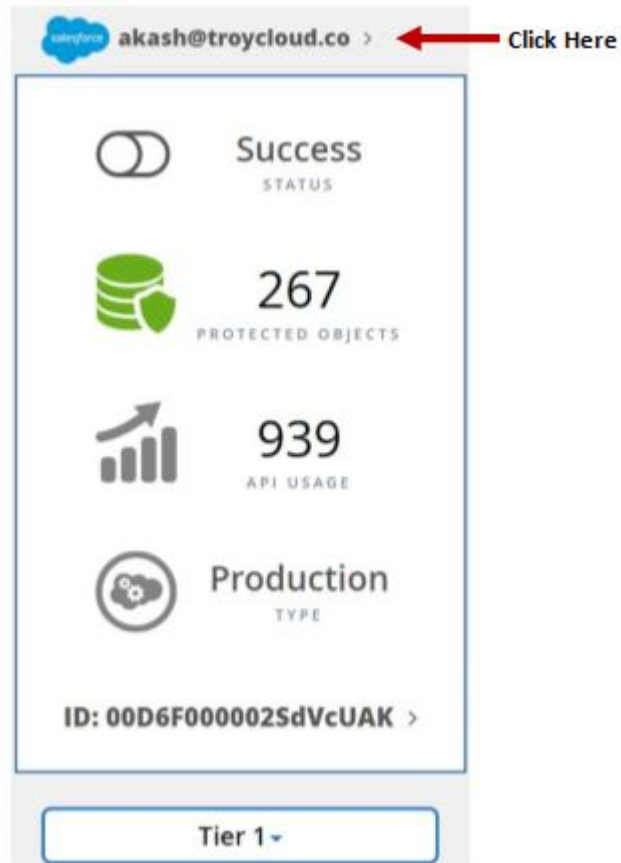 salesforce akash@troycloud.co > Click Here
Success
STATUS
267
PROTECTED OBJECTS
939
API USAGE
Production
TYPE
ID: 00D6F000002SdVcUAK >
Tier 1